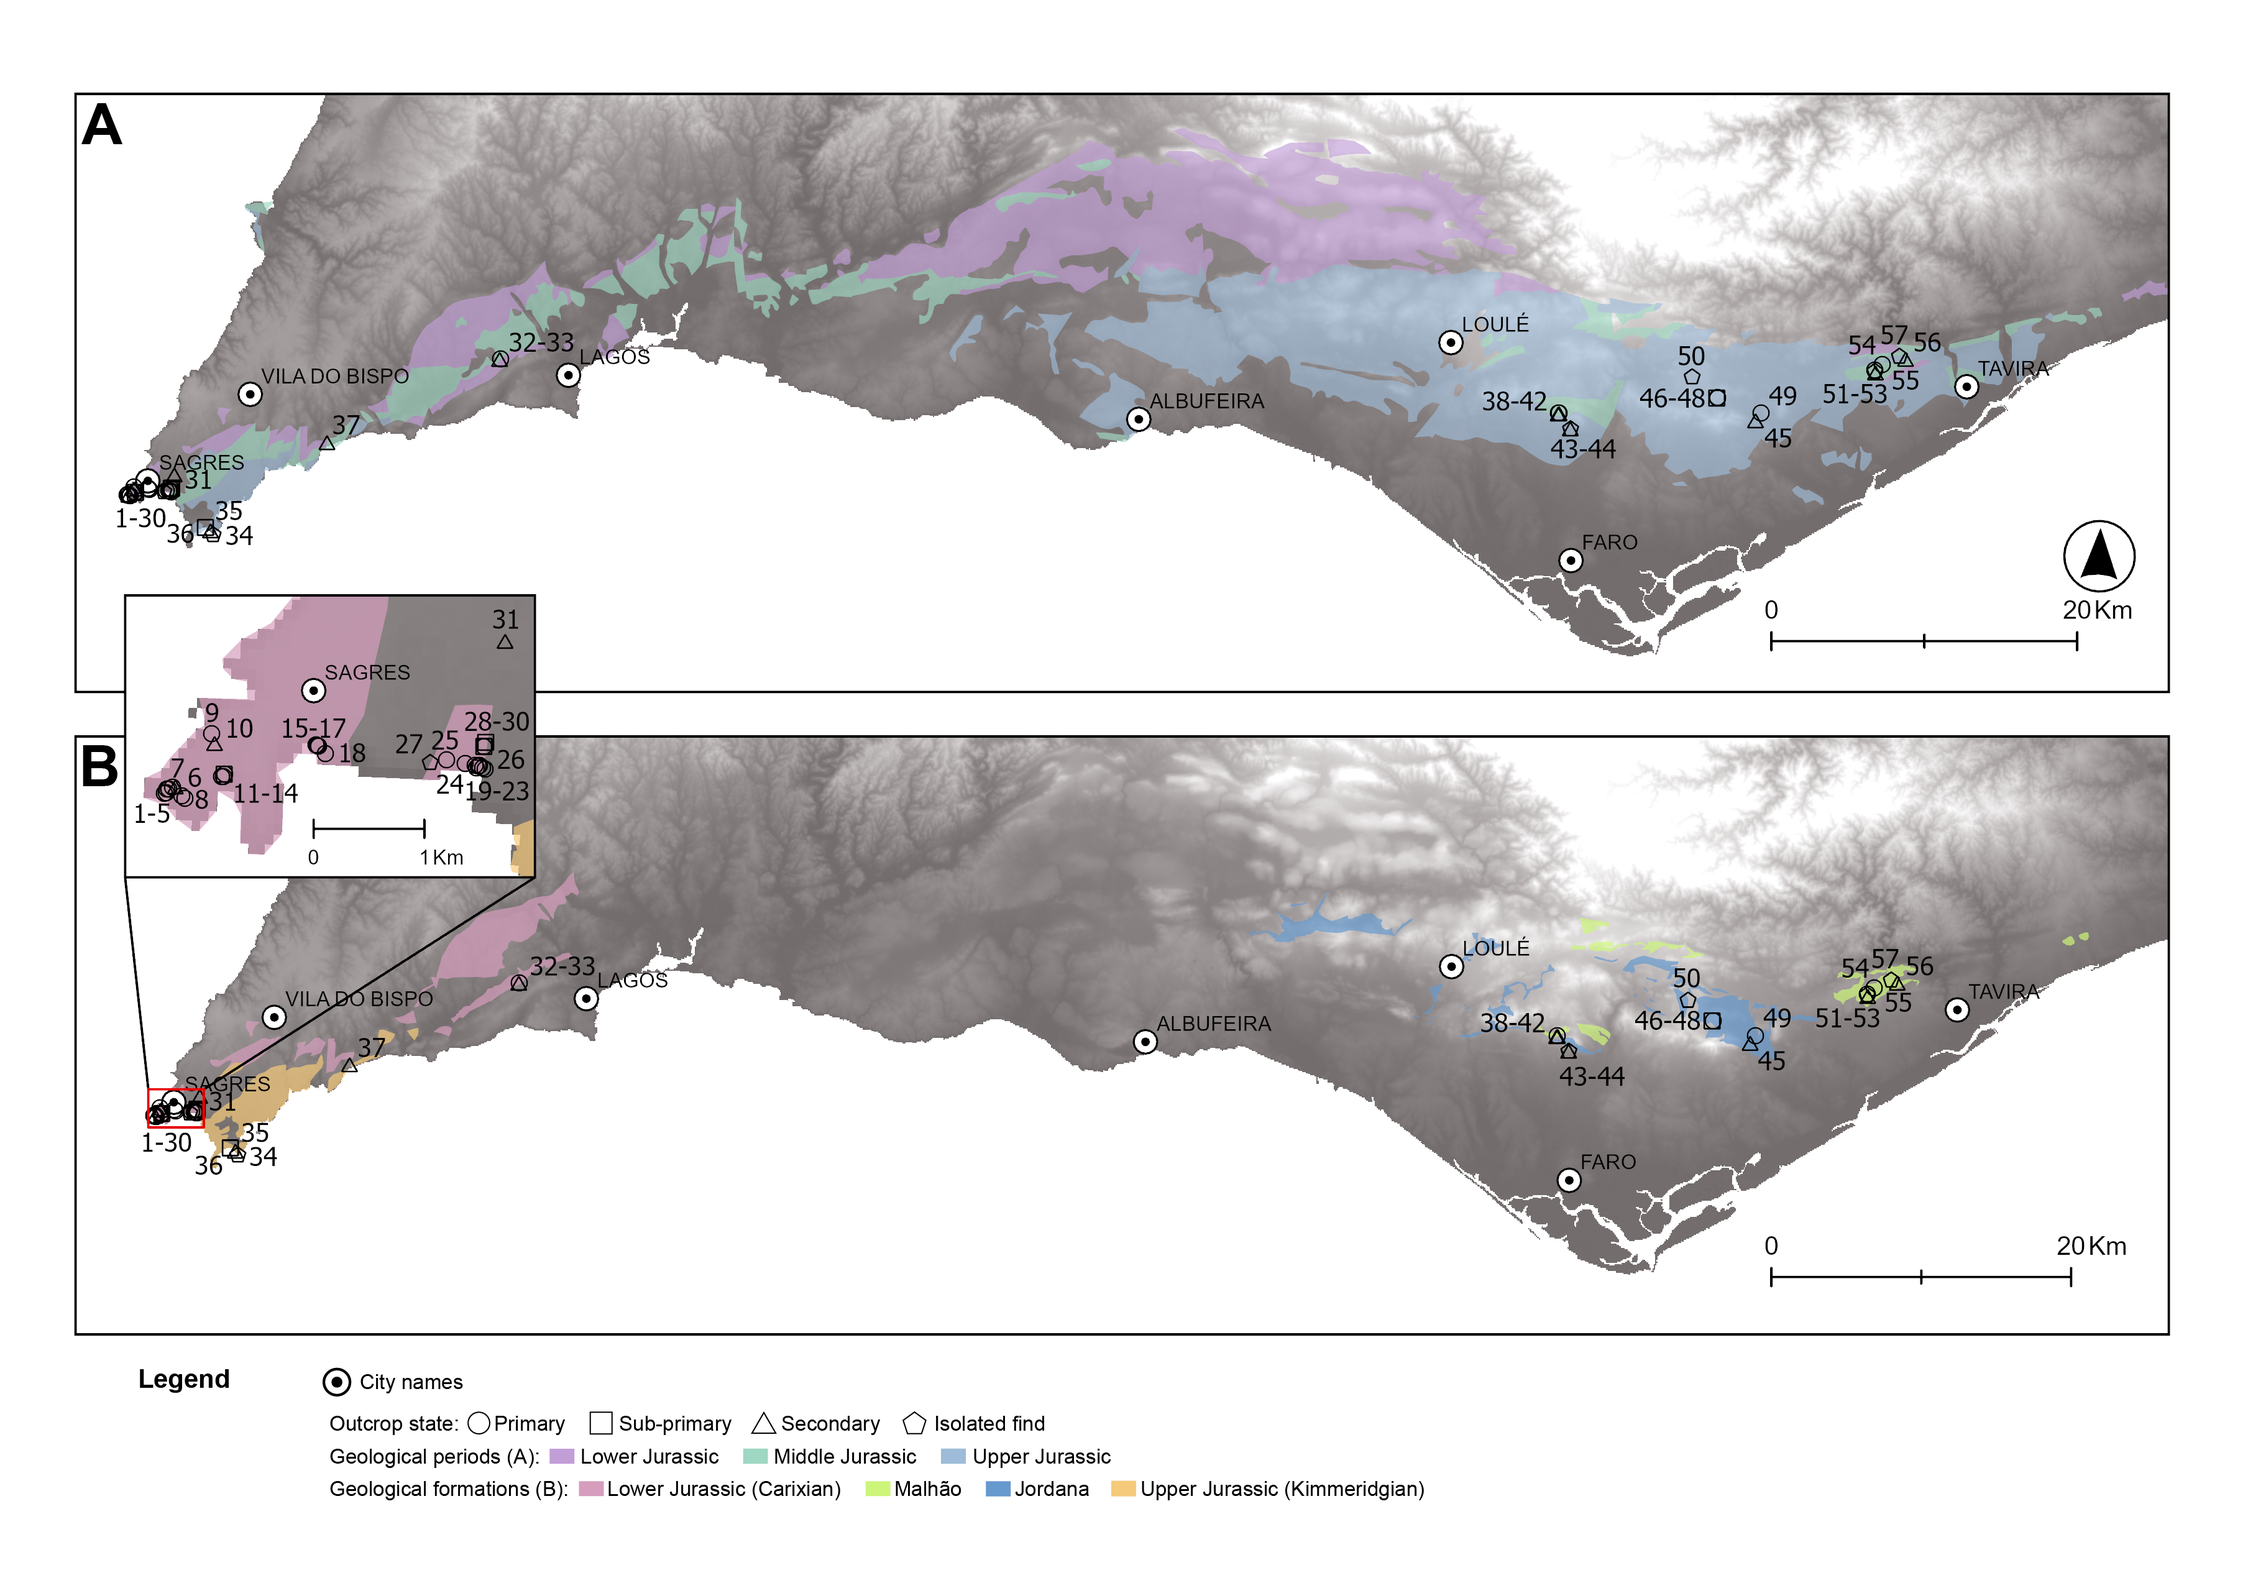 A
VILA DO BISPO
32-33
LAGOS
37
SAGRES
31
1-30
35
36
34
ALBUFEIRA
LOULÉ
50
46-48
49
45
38-42
43-44
54
57
56
55
51-53
TAVIRA
FARO
0 20 Km
31
SAGRES
9
10
15-17
18
28-30
27
25
26
24
19-23
7
6
8
11-14
1-5
0 1 Km
B
VILA DO BISPO
32-33
LAGOS
37
SAGRES
31
1-30
35
36
34
ALBUFEIRA
LOULÉ
50
46-48
49
45
38-42
43-44
54
57
56
55
51-53
TAVIRA
FARO
0 20 Km
Legend
City names
Outcrop state: Primary Sub-primary Secondary Isolated find
Geological periods (A): Lower Jurassic Middle Jurassic Upper Jurassic
Geological formations (B): Lower Jurassic (Carixian) Malhão Jordana Upper Jurassic (Kimmeridgian)